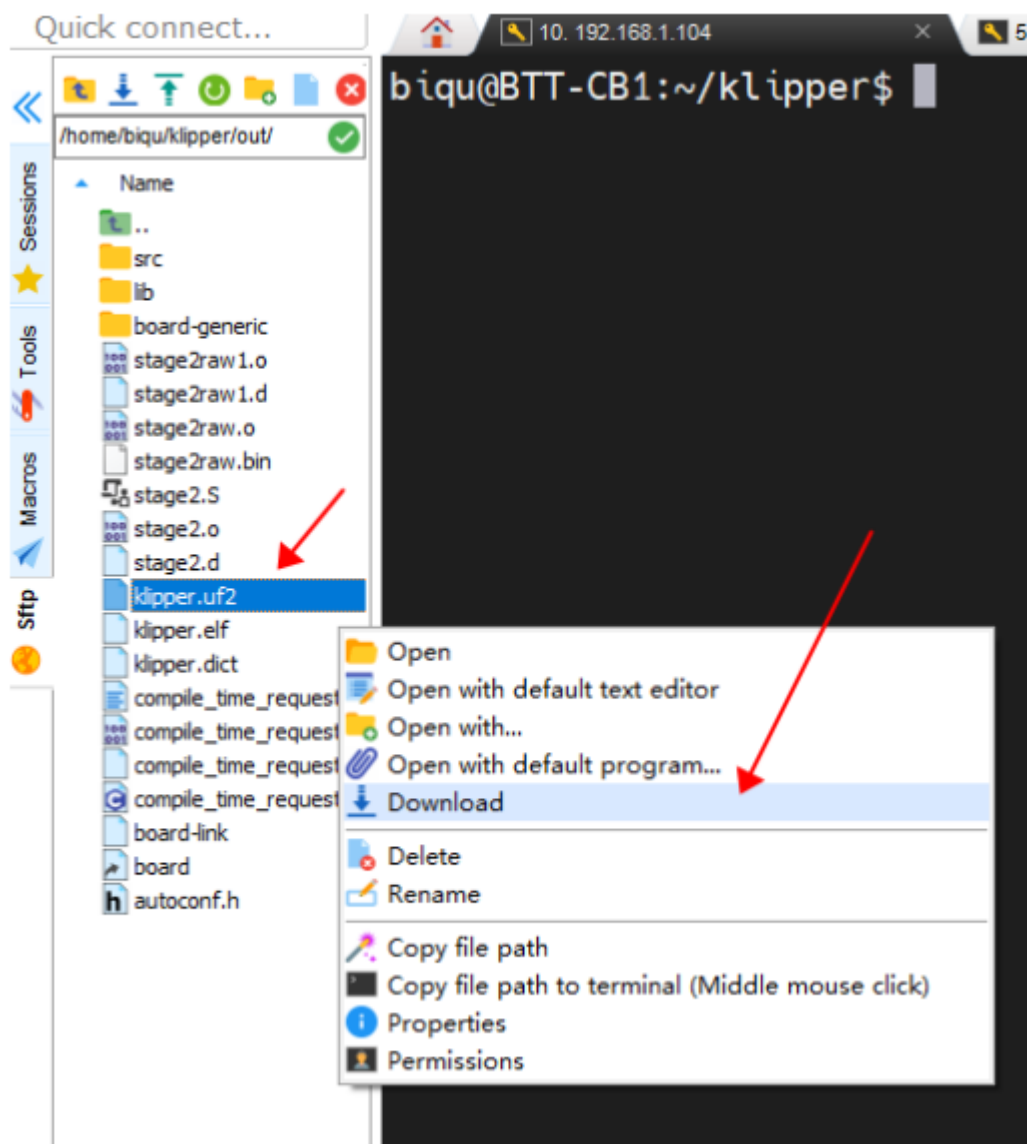 Quick connect...
10. 192.168.1.104
5
biqu@BTT-CB1:~/klipper$
/home/biqu/klipper/out/
Name
..
src
lib
board-generic
stage2raw1.o
stage2raw1.d
stage2raw.o
stage2raw.bin
stage2.S
stage2.o
stage2.d
klipper.uf2
klipper.elf
klipper.dict
compile_time_request
compile_time_request
compile_time_request
compile_time_request
board-link
board
autoconf.h
Sessions
Tools
Macros
Sftp
Open
Open with default text editor
Open with...
Open with default program...
Download
Delete
Rename
Copy file path
Copy file path to terminal (Middle mouse click)
Properties
Permissions